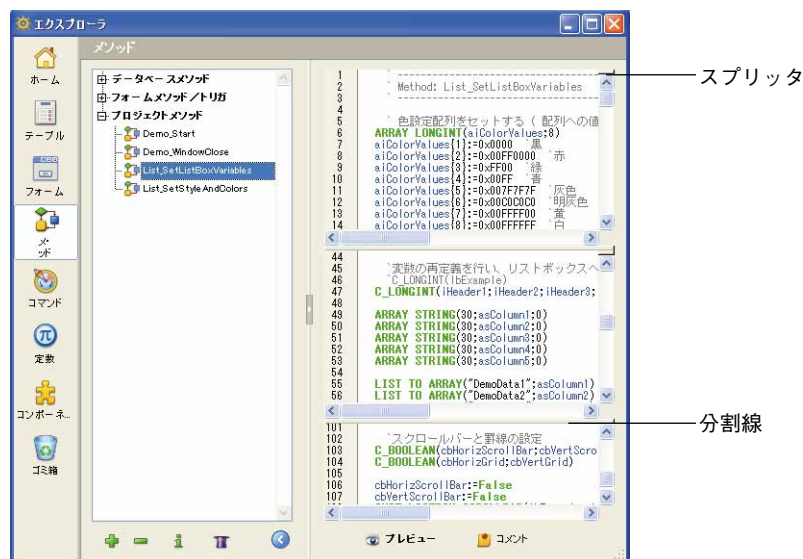 エクスプローラ
メソッド
ホーム
テーブル
フォーム
メソッド
コマンド
定数
コンポーネ...
ゴミ箱
データベースメソッド
フォームメソッド/トリガ
プロジェクトメソッド
Demo_Start
Demo_WindowClose
List_SetListBoxVariables
List_SetStyleAndColors
1 ` ----------------------------------------
2 ` Method: List_SetListBoxVariables
3 ` ----------------------------------------
4
5 ` 色設定配列をセットする ( 配列への値
6 ARRAY LONGINT(aiColorValues;8)
7 aiColorValues{1}:=0x0000 `黒
8 aiColorValues{2}:=0x00FF0000 `赤
9 aiColorValues{3}:=0xFF00 `緑
10 aiColorValues{4}:=0x00FF `青
11 aiColorValues{5}:=0x007F7F7F `灰色
12 aiColorValues{6}:=0x00C0C0C0 `明灰色
13 aiColorValues{7}:=0x00FFFF00 `黄
14 aiColorValues{8}:=0x00FFFFFF `白
44
45 `変数の再定義を行い、リストボックスへ
46 `C_LONGINT(lbExample)
47 C_LONGINT(iHeader1;iHeader2;iHeader3;
48
49 ARRAY STRING(30;asColumn1;0)
50 ARRAY STRING(30;asColumn2;0)
51 ARRAY STRING(30;asColumn3;0)
52 ARRAY STRING(30;asColumn4;0)
53 ARRAY STRING(30;asColumn5;0)
54
55 LIST TO ARRAY("DemoData1";asColumn1)
56 LIST TO ARRAY("DemoData2";asColumn2)
101
102 `スクロールバーと罫線の設定
103 C_BOOLEAN(cbHorizScrollBar;cbVertScro
104 C_BOOLEAN(cbHorizGrid;cbVertGrid)
105
106 cbHorizScrollBar:=False
107 cbVertScrollBar:=False
プレビュー
コメント
スプリッタ
分割線